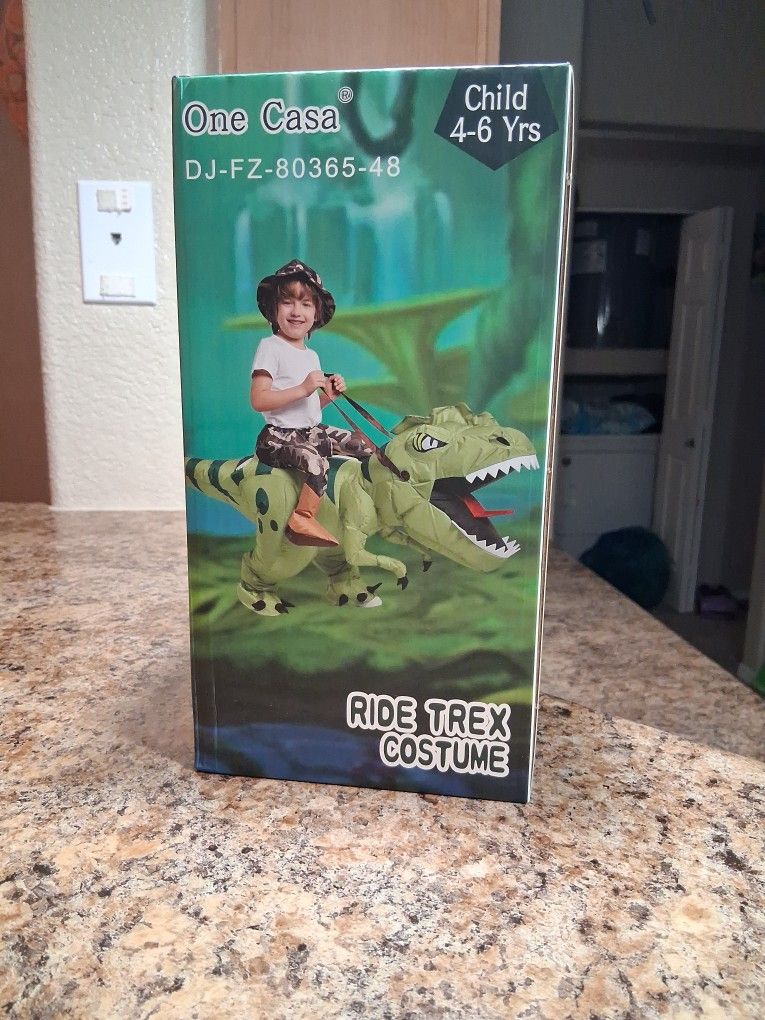 One Casa®
Child
4-6 Yrs
DJ-FZ-80365-48
RIDE TREX
COSTUME